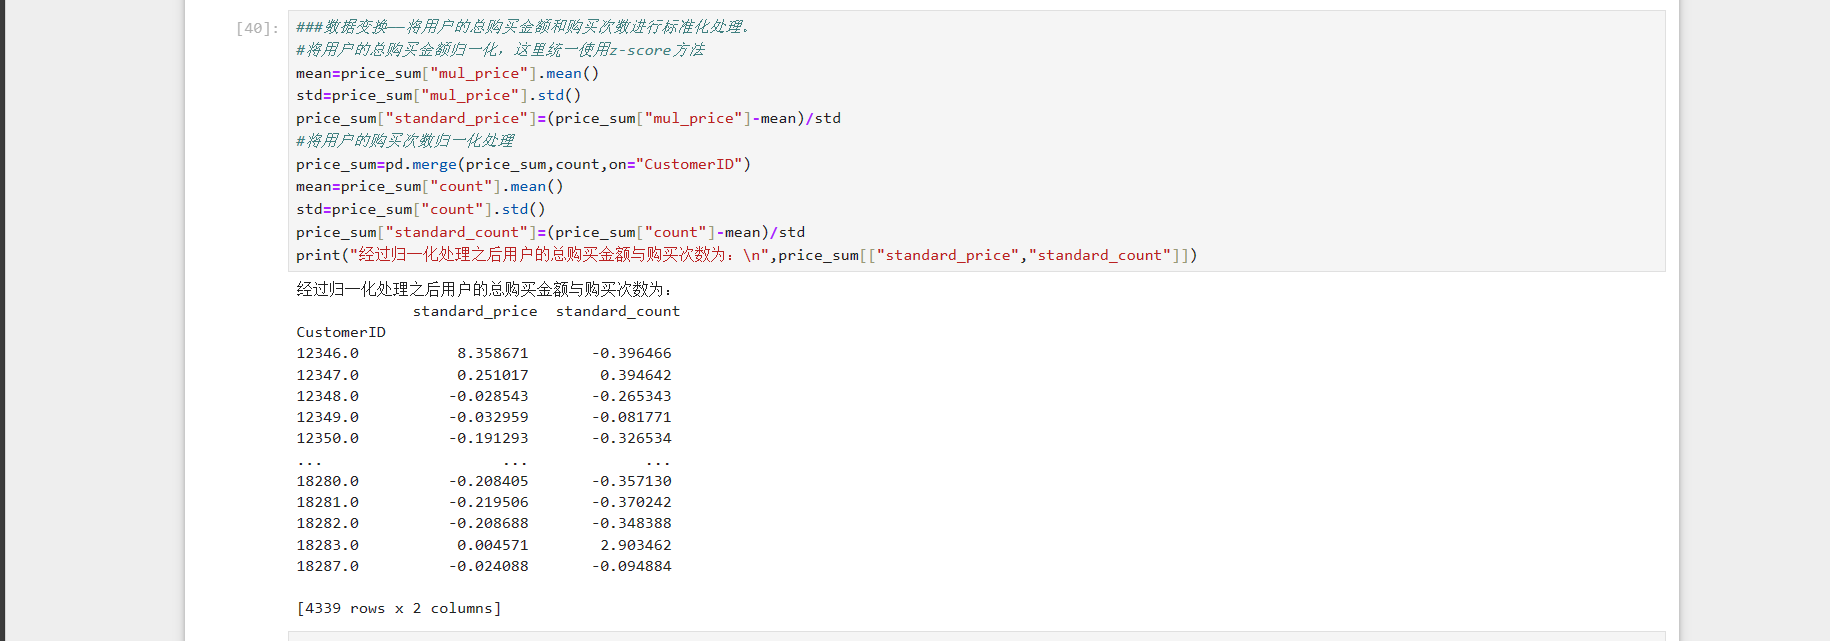 [40]:
###数据变换——将用户的总购买金额和购买次数进行标准化处理。
#将用户的总购买金额归一化，这里统一使用z-score方法
mean=price_sum["mul_price"].mean()
std=price_sum["mul_price"].std()
price_sum["standard_price"]=(price_sum["mul_price"]-mean)/std
#将用户的购买次数归一化处理
price_sum=pd.merge(price_sum,count,on="CustomerID")
mean=price_sum["count"].mean()
std=price_sum["count"].std()
price_sum["standard_count"]=(price_sum["count"]-mean)/std
print("经过归一化处理之后用户的总购买金额与购买次数为：\n",price_sum[["standard_price","standard_count"]])
经过归一化处理之后用户的总购买金额与购买次数为：
standard_price standard_count
CustomerID
12346.0 8.358671 -0.396466
12347.0 0.251017 0.394642
12348.0 -0.028543 -0.265343
12349.0 -0.032959 -0.081771
12350.0 -0.191293 -0.326534
... ... ...
18280.0 -0.208405 -0.357130
18281.0 -0.219506 -0.370242
18282.0 -0.208688 -0.348388
18283.0 0.004571 2.903462
18287.0 -0.024088 -0.094884
[4339 rows x 2 columns]